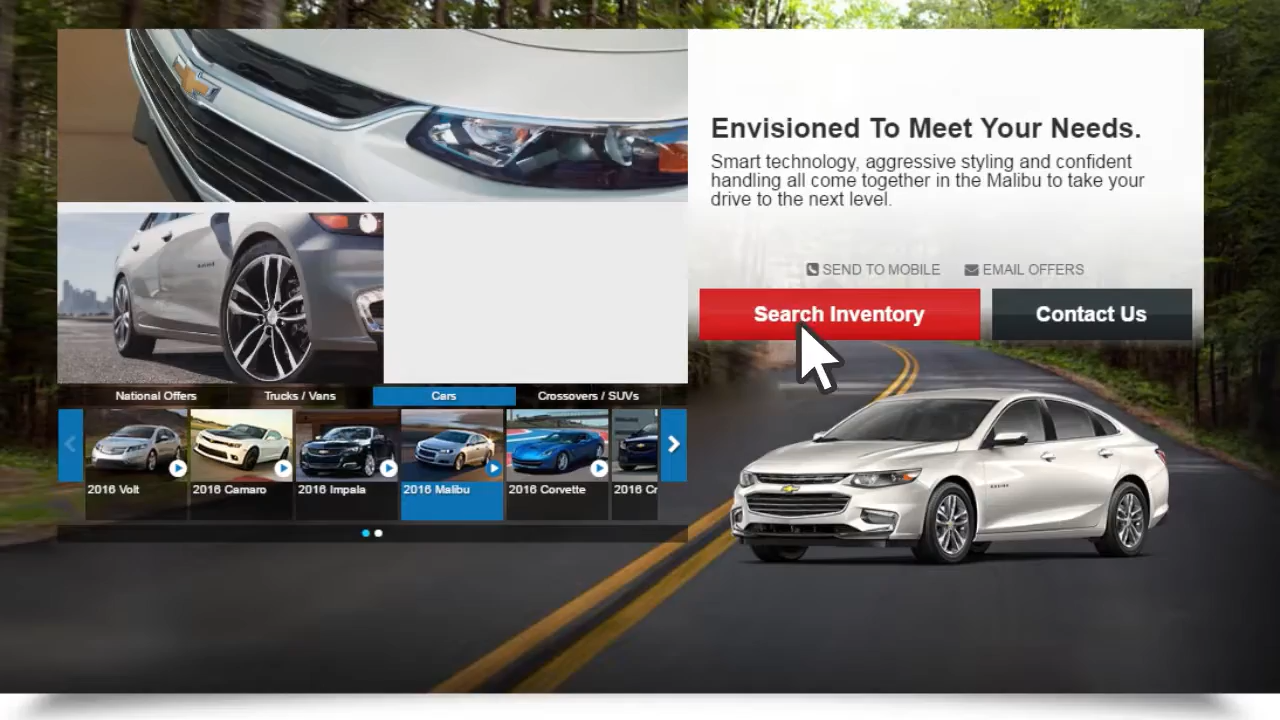 Envisioned To Meet Your Needs.
Smart technology, aggressive styling and confident
handling all come together in the Malibu to take your
drive to the next level.
SEND TO MOBILE
EMAIL OFFERS
Search Inventory
Contact Us
National Offers
Trucks / Vans
Cars
Crossovers / SUVs
2016 Volt
2016 Camaro
2016 Impala
2016 Malibu
2016 Corvette
2016 Cr